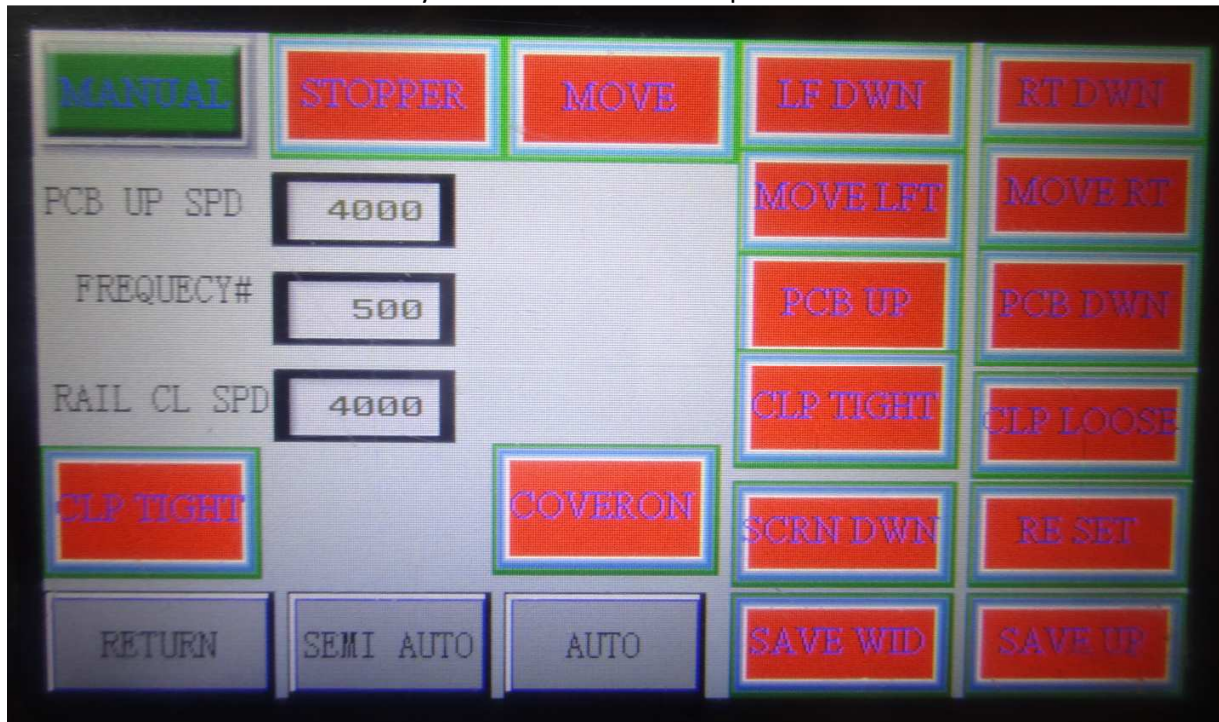 MANUAL STOPPER MOVE LF DWN RT DWN
PCB UP SPD 4000 MOVE LFT MOVE RT
FREQUECY# 500 PCB UP PCB DWN
RAIL CL SPD 4000 CLP TIGHT CLP LOOSE
CLP TIGHT COVERON SCRN DWN RE SET
RETURN SEMI AUTO AUTO SAVE WID SAVE UP